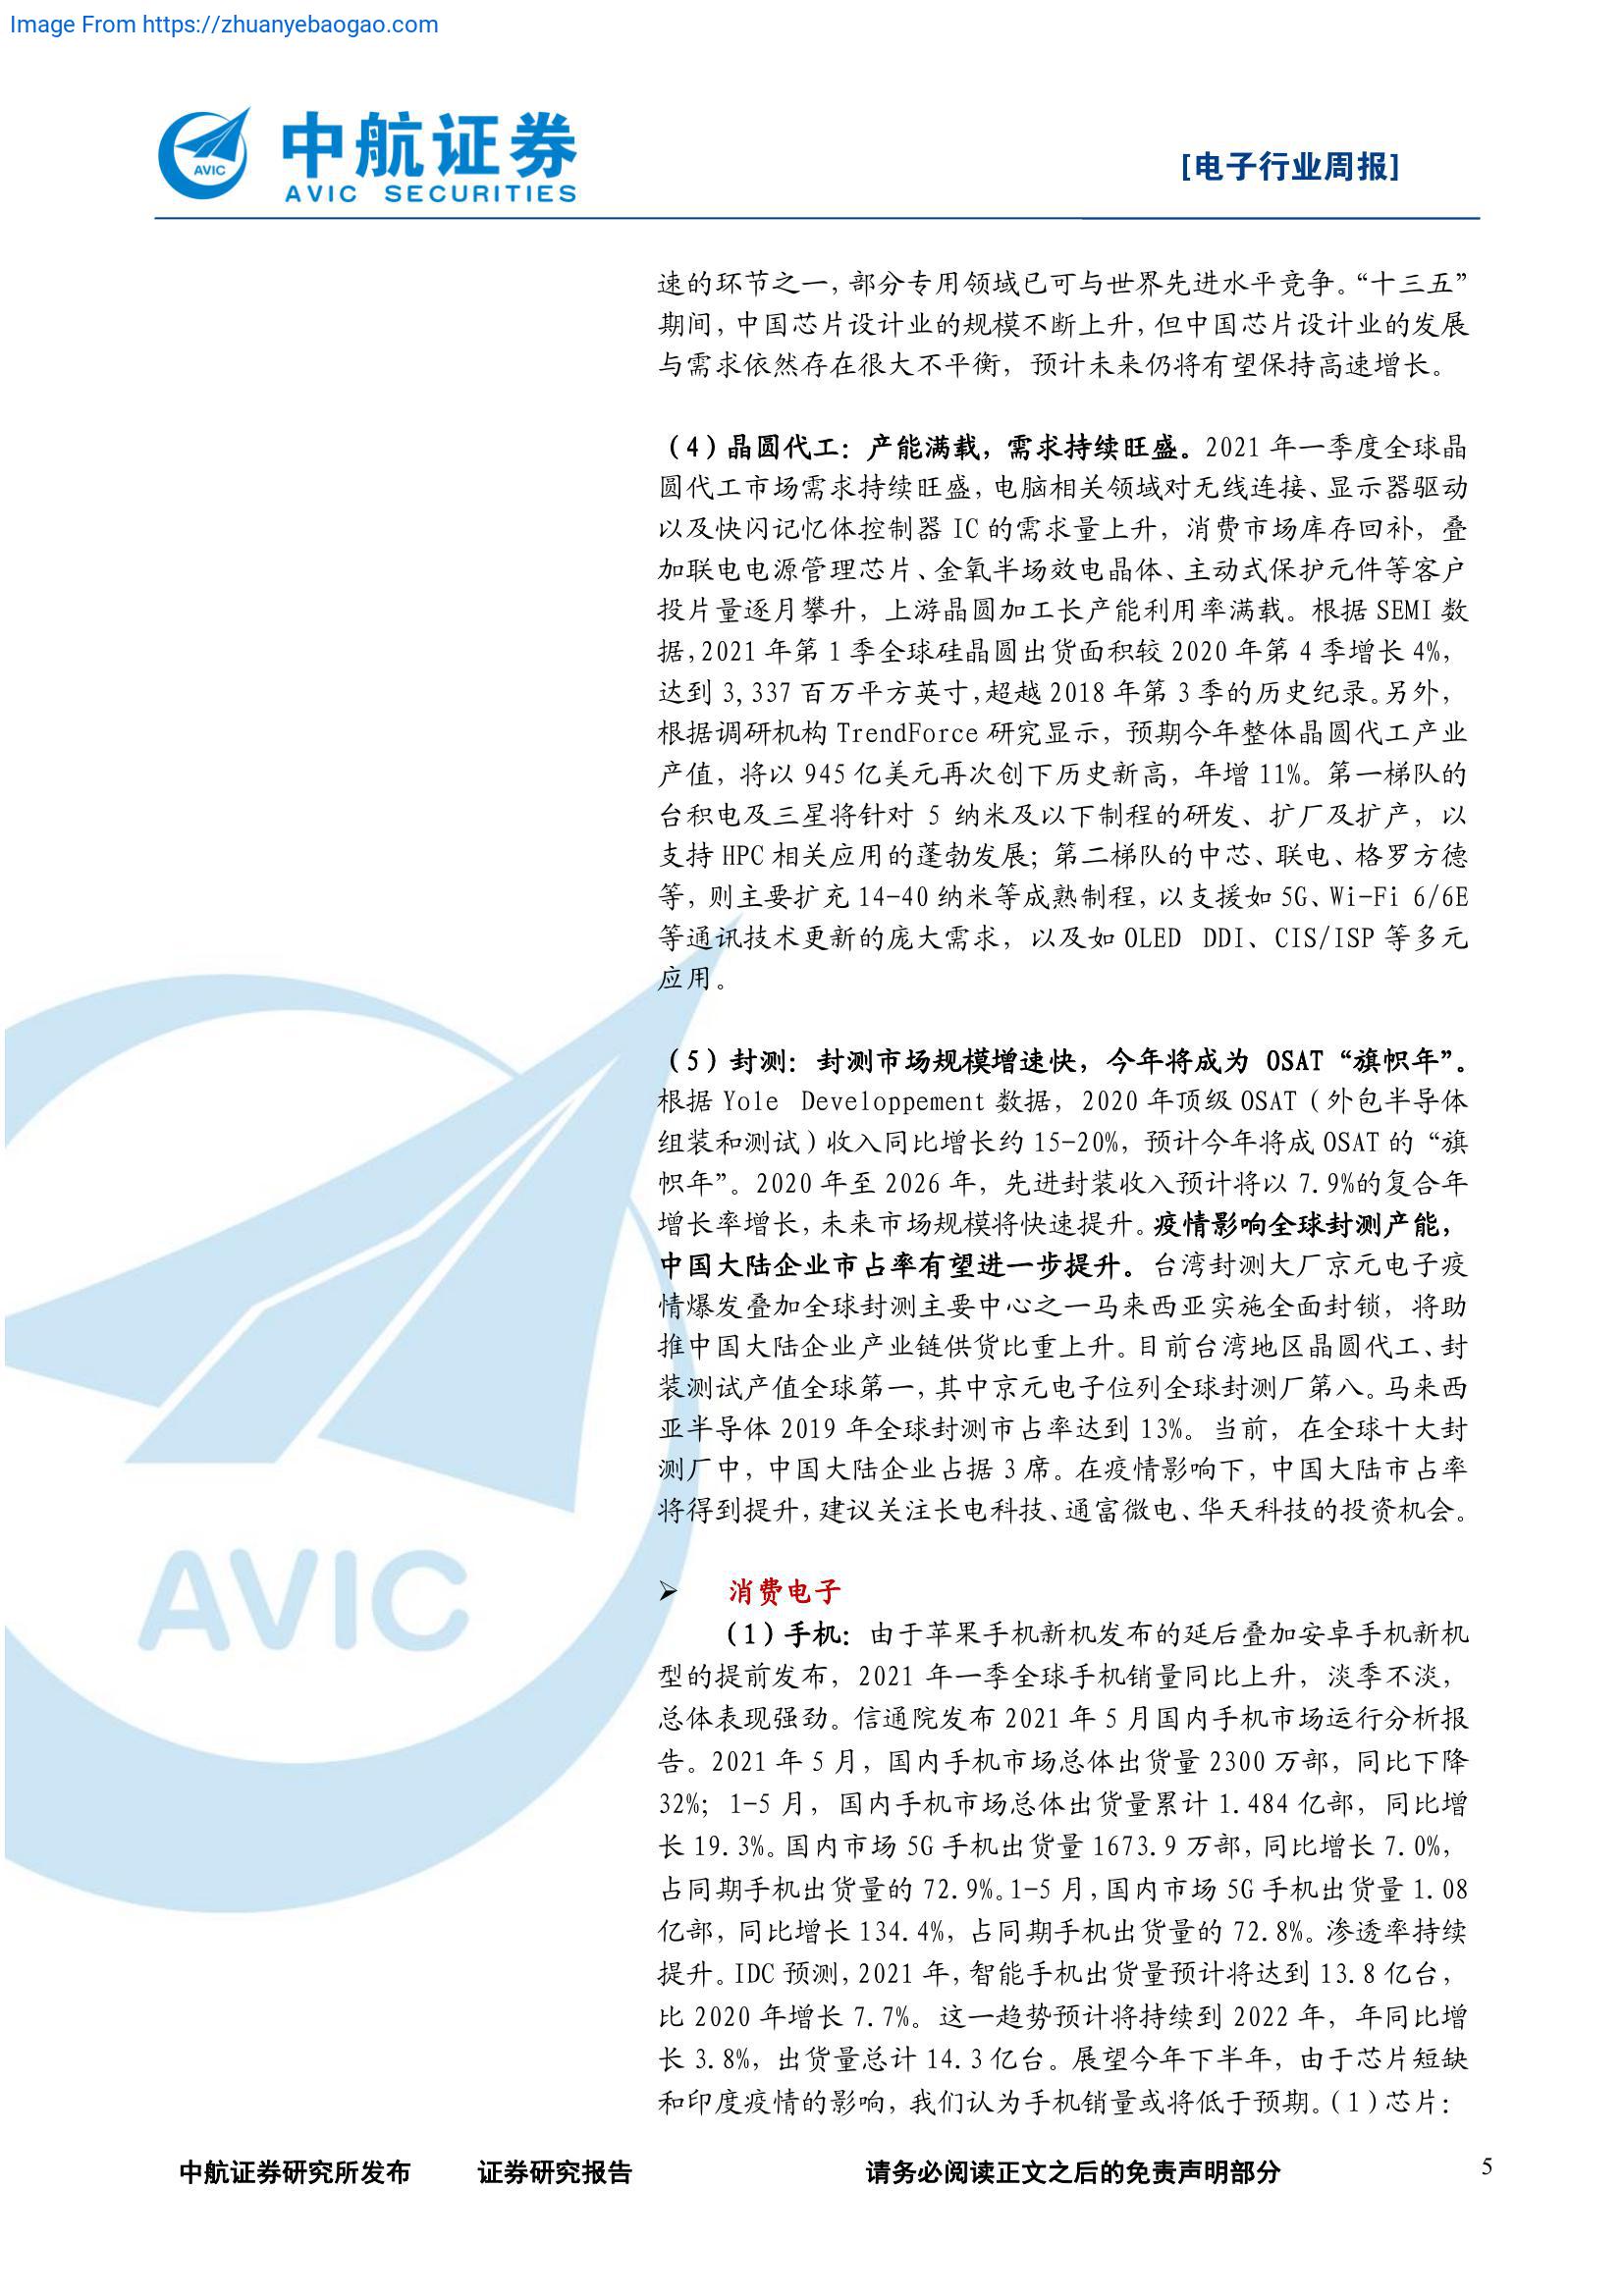 Image From https://zhuanyebaogao.com
AVIC
中航证券
AVIC SECURITIES
[电子行业周报]
速的环节之一，部分专用领域已可与世界先进水平竞争。“十三五”
期间，中国芯片设计业的规模不断上升，但中国芯片设计业的发展
与需求依然存在很大不平衡，预计未来仍将有望保持高速增长。
（4）晶圆代工：产能满载，需求持续旺盛。2021 年一季度全球晶
圆代工市场需求持续旺盛，电脑相关领域对无线连接、显示器驱动
以及快闪记忆体控制器 IC 的需求量上升，消费市场库存回补，叠
加联电电源管理芯片、金氧半场效电晶体、主动式保护元件等客户
投片量逐月攀升，上游晶圆加工长产能利用率满载。根据 SEMI 数
据，2021 年第 1 季全球硅晶圆出货面积较 2020 年第 4 季增长 4%，
达到 3,337 百万平方英寸，超越 2018 年第 3 季的历史纪录。另外，
根据调研机构 TrendForce 研究显示，预期今年整体晶圆代工产业
产值，将以 945 亿美元再次创下历史新高，年增 11%。第一梯队的
台积电及三星将针对 5 纳米及以下制程的研发、扩厂及扩产，以
支持 HPC 相关应用的蓬勃发展；第二梯队的中芯、联电、格罗方德
等，则主要扩充 14-40 纳米等成熟制程，以支援如 5G、Wi-Fi 6/6E
等通讯技术更新的庞大需求，以及如 OLED DDI、CIS/ISP 等多元
应用。
（5）封测：封测市场规模增速快，今年将成为 OSAT “旗帜年”。
根据 Yole Developpement 数据，2020 年顶级 OSAT（外包半导体
组装和测试）收入同比增长约 15-20%，预计今年将成 OSAT 的“旗
帜年”。2020 年至 2026 年，先进封装收入预计将以 7.9%的复合年
增长率增长，未来市场规模将快速提升。疫情影响全球封测产能，
中国大陆企业市占率有望进一步提升。台湾封测大厂京元电子疫
情爆发叠加全球封测主要中心之一马来西亚实施全面封锁，将助
推中国大陆企业产业链供货比重上升。目前台湾地区晶圆代工、封
装测试产值全球第一，其中京元电子位列全球封测厂第八。马来西
亚半导体 2019 年全球封测市占率达到 13%。当前，在全球十大封
测厂中，中国大陆企业占据 3 席。在疫情影响下，中国大陆市占率
将得到提升，建议关注长电科技、通富微电、华天科技的投资机会。
AVIC
➢ 消费电子
（1）手机：由于苹果手机新机发布的延后叠加安卓手机新机
型的提前发布，2021 年一季全球手机销量同比上升，淡季不淡，
总体表现强劲。信通院发布 2021 年 5 月国内手机市场运行分析报
告。2021 年 5 月，国内手机市场总体出货量 2300 万部，同比下降
32%；1-5 月，国内手机市场总体出货量累计 1.484 亿部，同比增
长 19.3%。国内市场 5G 手机出货量 1673.9 万部，同比增长 7.0%，
占同期手机出货量的 72.9%。1-5 月，国内市场 5G 手机出货量 1.08
亿部，同比增长 134.4%，占同期手机出货量的 72.8%。渗透率持续
提升。IDC 预测，2021 年，智能手机出货量预计将达到 13.8 亿台，
比 2020 年增长 7.7%。这一趋势预计将持续到 2022 年，年同比增
长 3.8%，出货量总计 14.3 亿台。展望今年下半年，由于芯片短缺
和印度疫情的影响，我们认为手机销量或将低于预期。（1）芯片：
中航证券研究所发布 证券研究报告 请务必阅读正文之后的免责声明部分 5